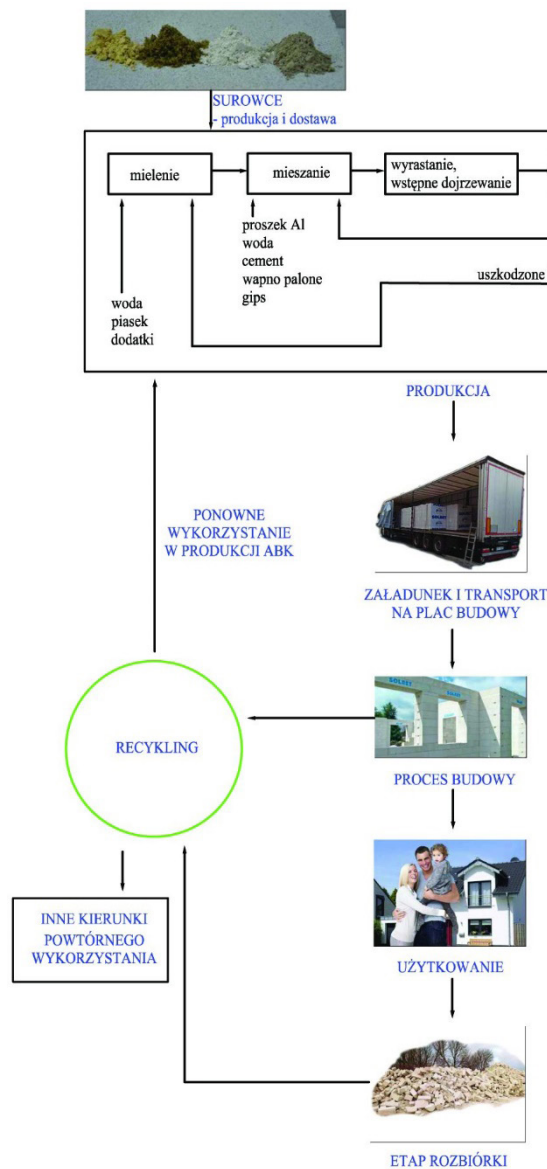 SUROWCE
- produkcja i dostawa
mielenie
mieszanie
wyrastanie,
wstępne dojrzewanie
proszek Al
woda
cement
wapno palone
gips
woda
piasek
dodatki
uszkodzone
PRODUKCJA
PONOWNE
WYKORZYSTANIE
W PRODUKCJI ABK
ZAŁADUNEK I TRANSPORT
NA PLAC BUDOWY
SOLBET
RECYKLING
PROCES BUDOWY
INNE KIERUNKI
POWTÓRNEGO
WYKORZYSTANIA
UŻYTKOWANIE
ETAP ROZBIÓRKI